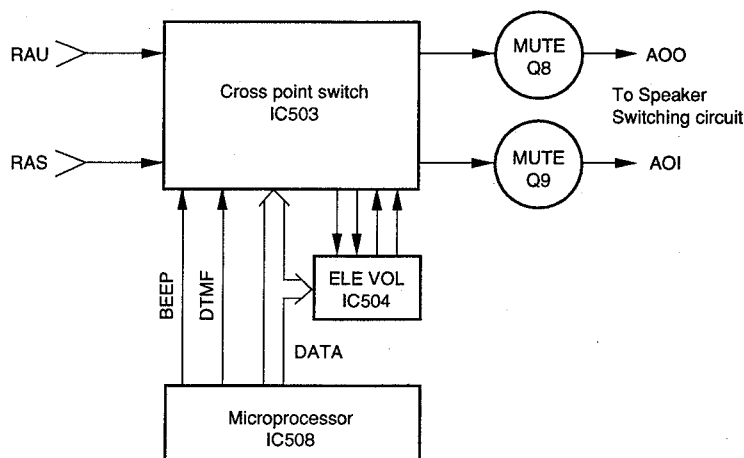 RAU
RAS
Cross point switch
IC503
MUTE
Q8
AOO
To Speaker
Switching circuit
MUTE
Q9
AOI
BEEP
DTMF
ELE VOL
IC504
DATA
Microprocessor
IC508